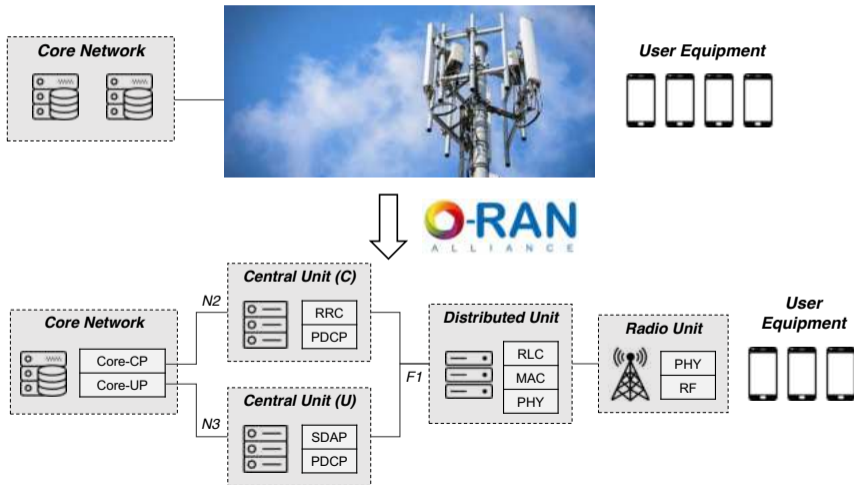 Core Network
User Equipment
O-RAN
ALLIANCE
Central Unit (C)
N2
RRC
PDCP
Core Network
Core-CP
Core-UP
Distributed Unit
RLC
MAC
PHY
F1
Radio Unit
PHY
RF
User
Equipment
N3
Central Unit (U)
SDAP
PDCP